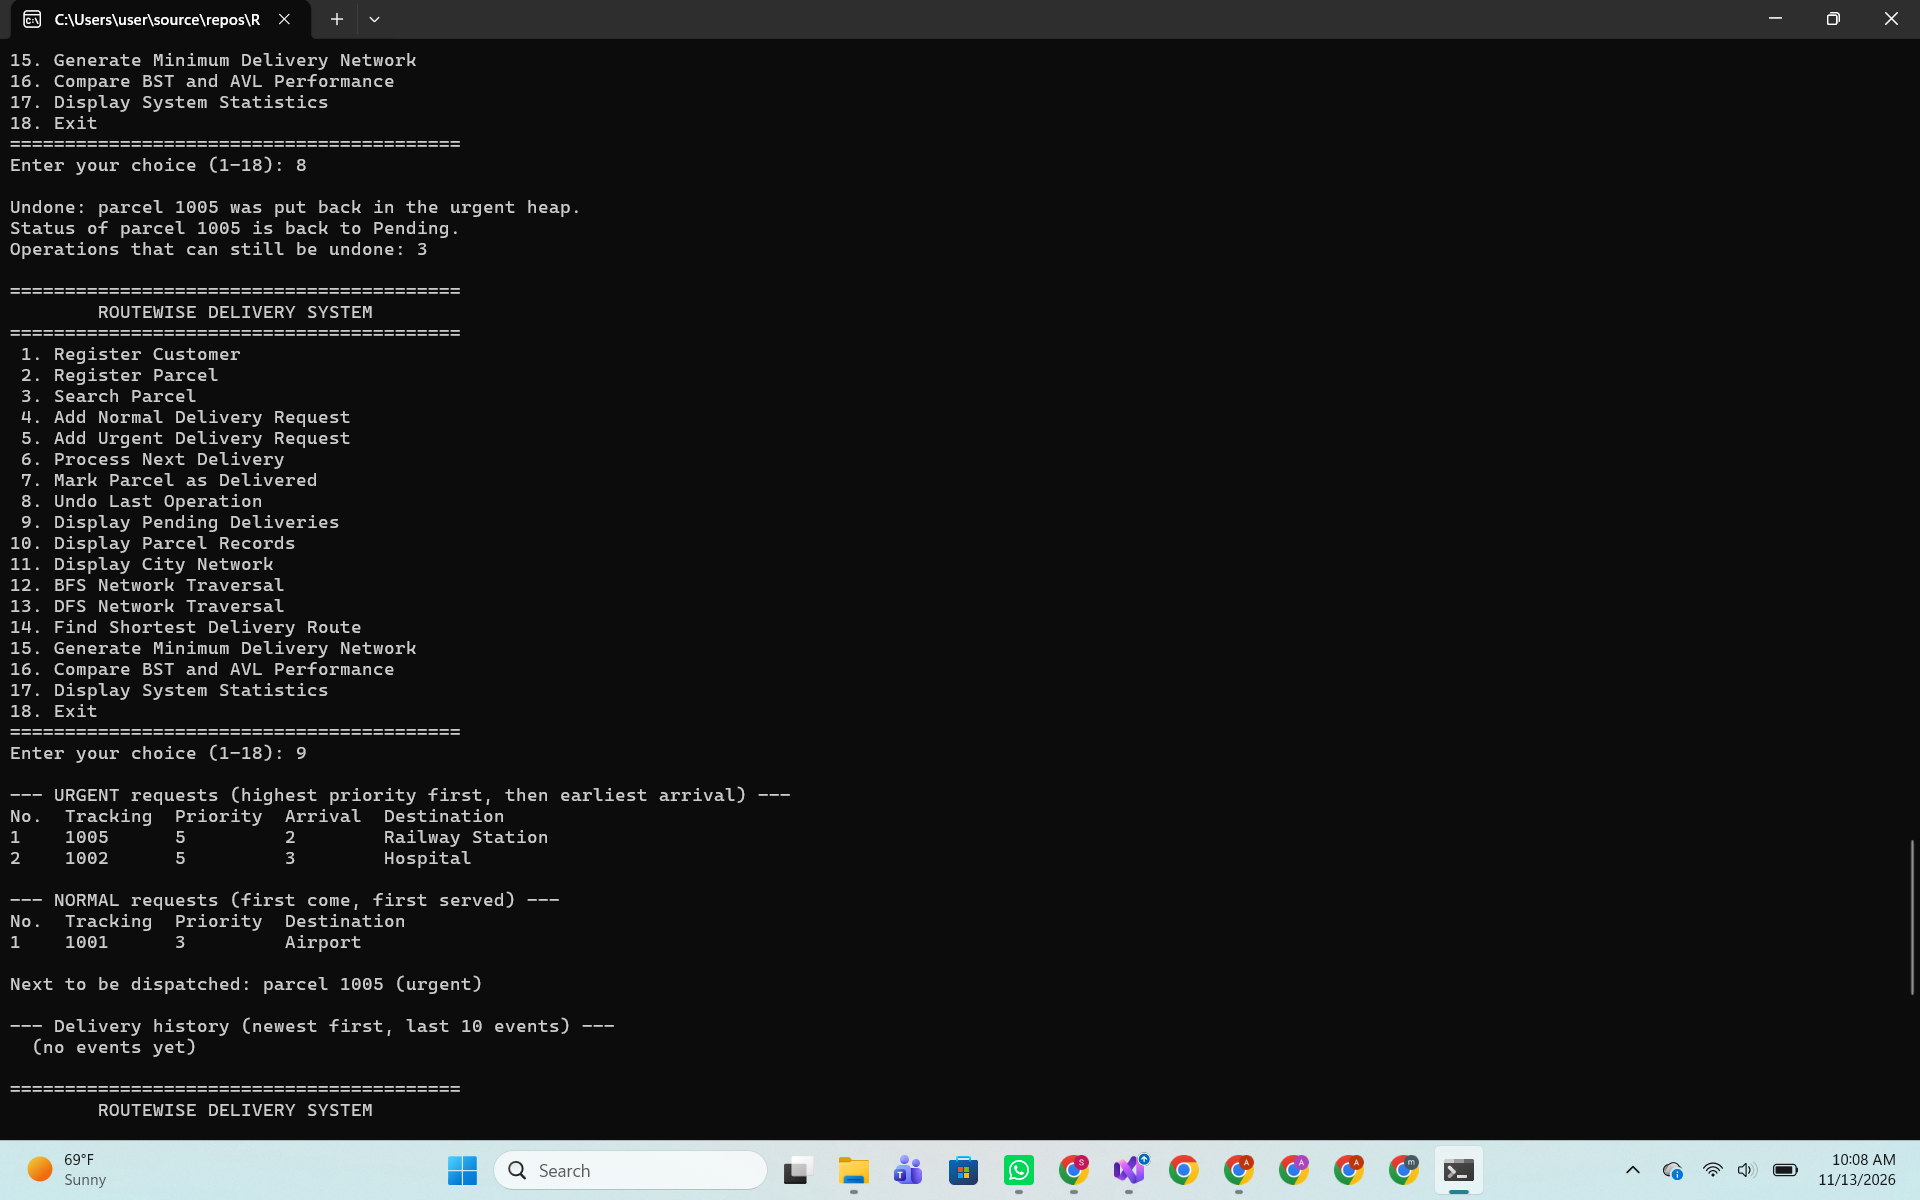 C:\Users\user\source\repos\R
15. Generate Minimum Delivery Network
16. Compare BST and AVL Performance
17. Display System Statistics
18. Exit
=========================================
Enter your choice (1-18): 8
Undone: parcel 1005 was put back in the urgent heap.
Status of parcel 1005 is back to Pending.
Operations that can still be undone: 3
=========================================
ROUTEWISE DELIVERY SYSTEM
=========================================
1. Register Customer
2. Register Parcel
3. Search Parcel
4. Add Normal Delivery Request
5. Add Urgent Delivery Request
6. Process Next Delivery
7. Mark Parcel as Delivered
8. Undo Last Operation
9. Display Pending Deliveries
10. Display Parcel Records
11. Display City Network
12. BFS Network Traversal
13. DFS Network Traversal
14. Find Shortest Delivery Route
15. Generate Minimum Delivery Network
16. Compare BST and AVL Performance
17. Display System Statistics
18. Exit
=========================================
Enter your choice (1-18): 9
--- URGENT requests (highest priority first, then earliest arrival) ---
No. Tracking Priority Arrival Destination
1 1005 5 2 Railway Station
2 1002 5 3 Hospital
--- NORMAL requests (first come, first served) ---
No. Tracking Priority Destination
1 1001 3 Airport
Next to be dispatched: parcel 1005 (urgent)
--- Delivery history (newest first, last 10 events) ---
(no events yet)
=========================================
ROUTEWISE DELIVERY SYSTEM
69°F
Sunny
Search
10:08 AM
11/13/2026